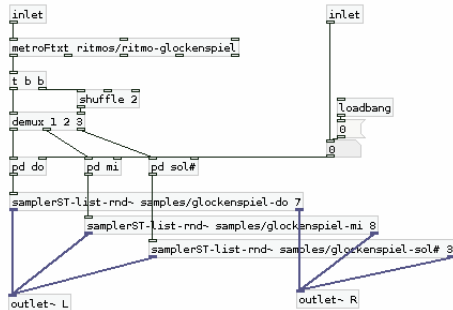 inlet
inlet
metroFtxt ritmos/ritmo-glockenspiel
t b b
shuffle 2
loadbang
demux 1 2 3
0
0
pd do
pd mi
pd sol#
samplerST-list-rnd~ samples/glockenspiel-do 7
samplerST-list-rnd~ samples/glockenspiel-mi 8
samplerST-list-rnd~ samples/glockenspiel-sol# 3
outlet~ L
outlet~ R